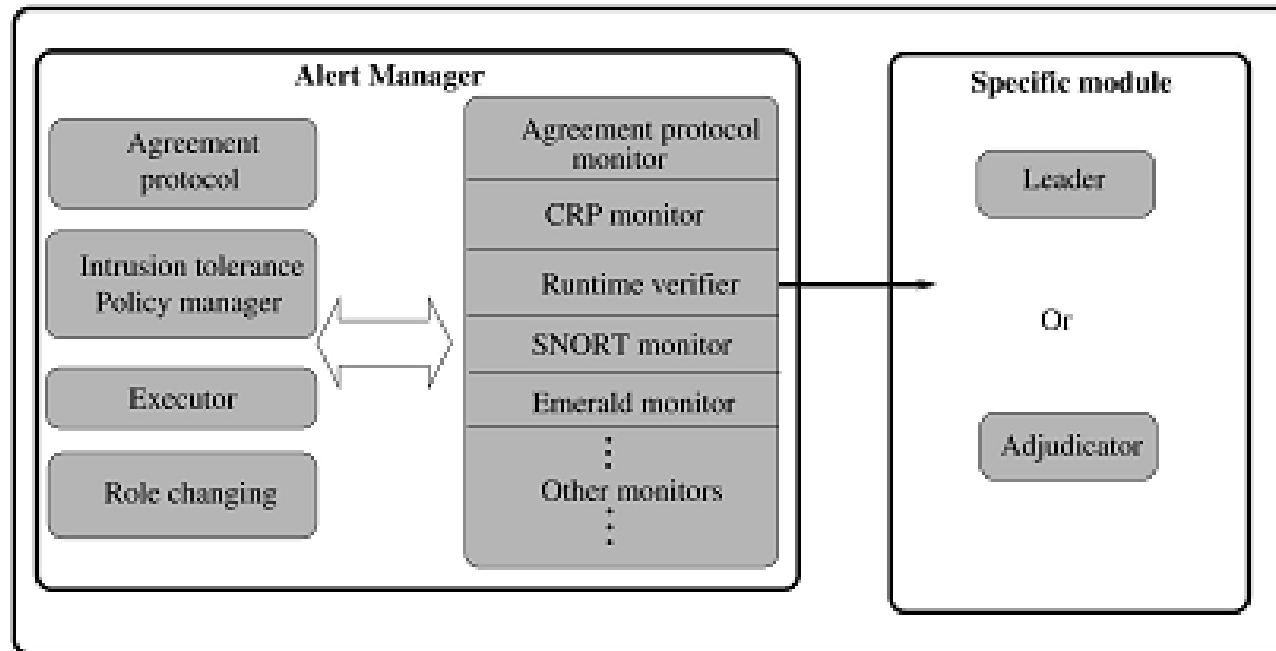 Alert Manager
Agreement
protocol
Intrusion tolerance
Policy manager
Executor
Role changing
Agreement protocol
monitor
CRP monitor
Runtime verifier
SNORT monitor
Emerald monitor
Other monitors
Specific module
Leader
Or
Adjudicator